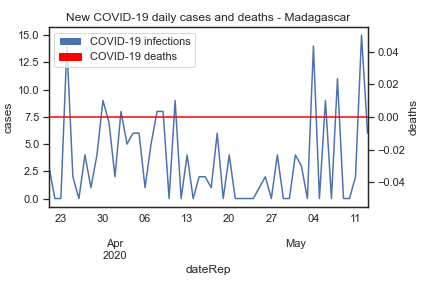 New COVID-19 daily cases and deaths - Madagascar
COVID-19 infections
COVID-19 deaths
15.0
12.5
10.0
7.5
5.0
2.5
0.0
cases
0.04
0.02
0.00
−0.02
−0.04
deaths
23 30 06 13 20 27 04 11
Apr May
2020
dateRep